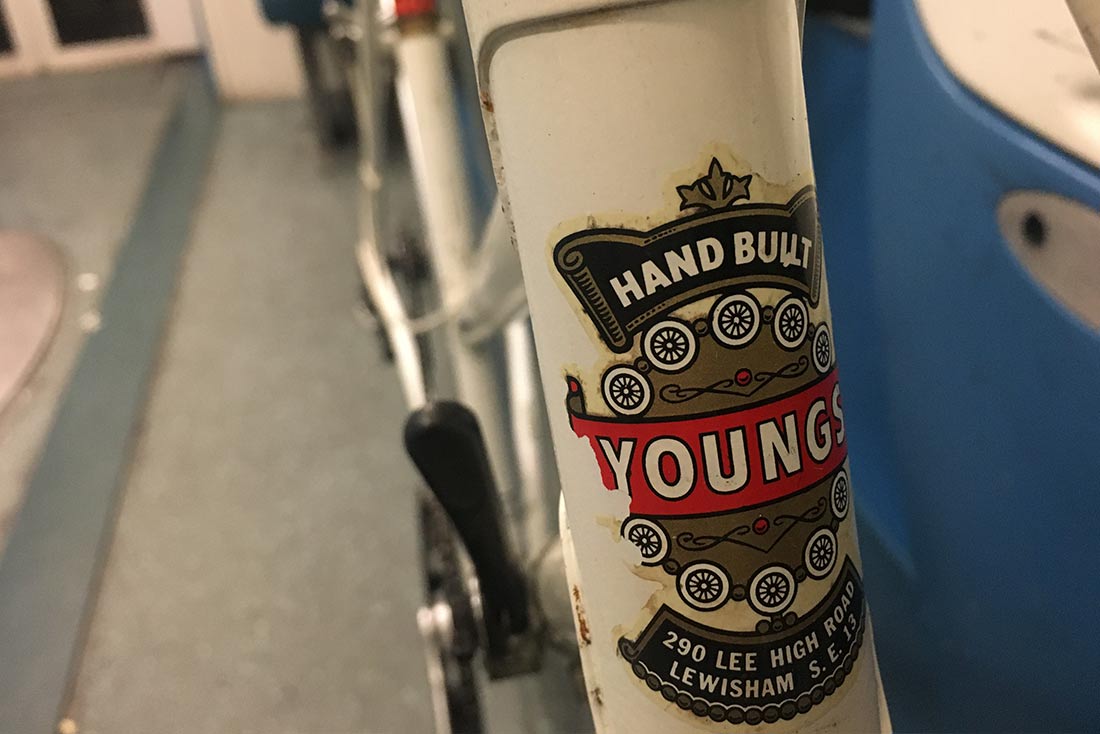 HAND BUILT
YOUNGS
290 LEE HIGH ROAD
LEWISHAM S.E.13